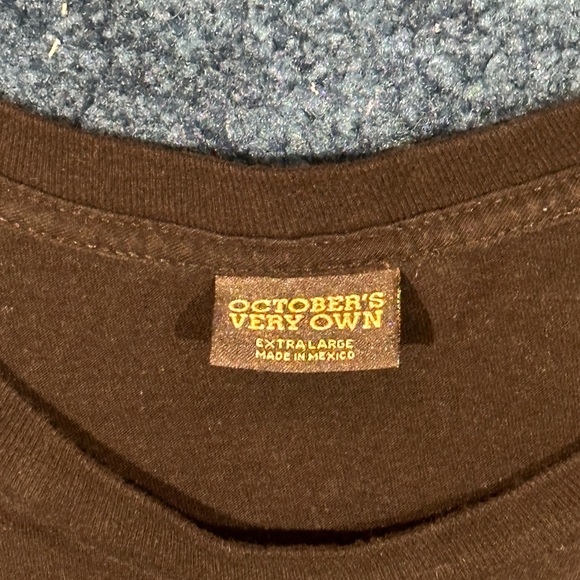 OCTOBER'S
VERY OWN
EXTRA LARGE
MADE IN MEXICO